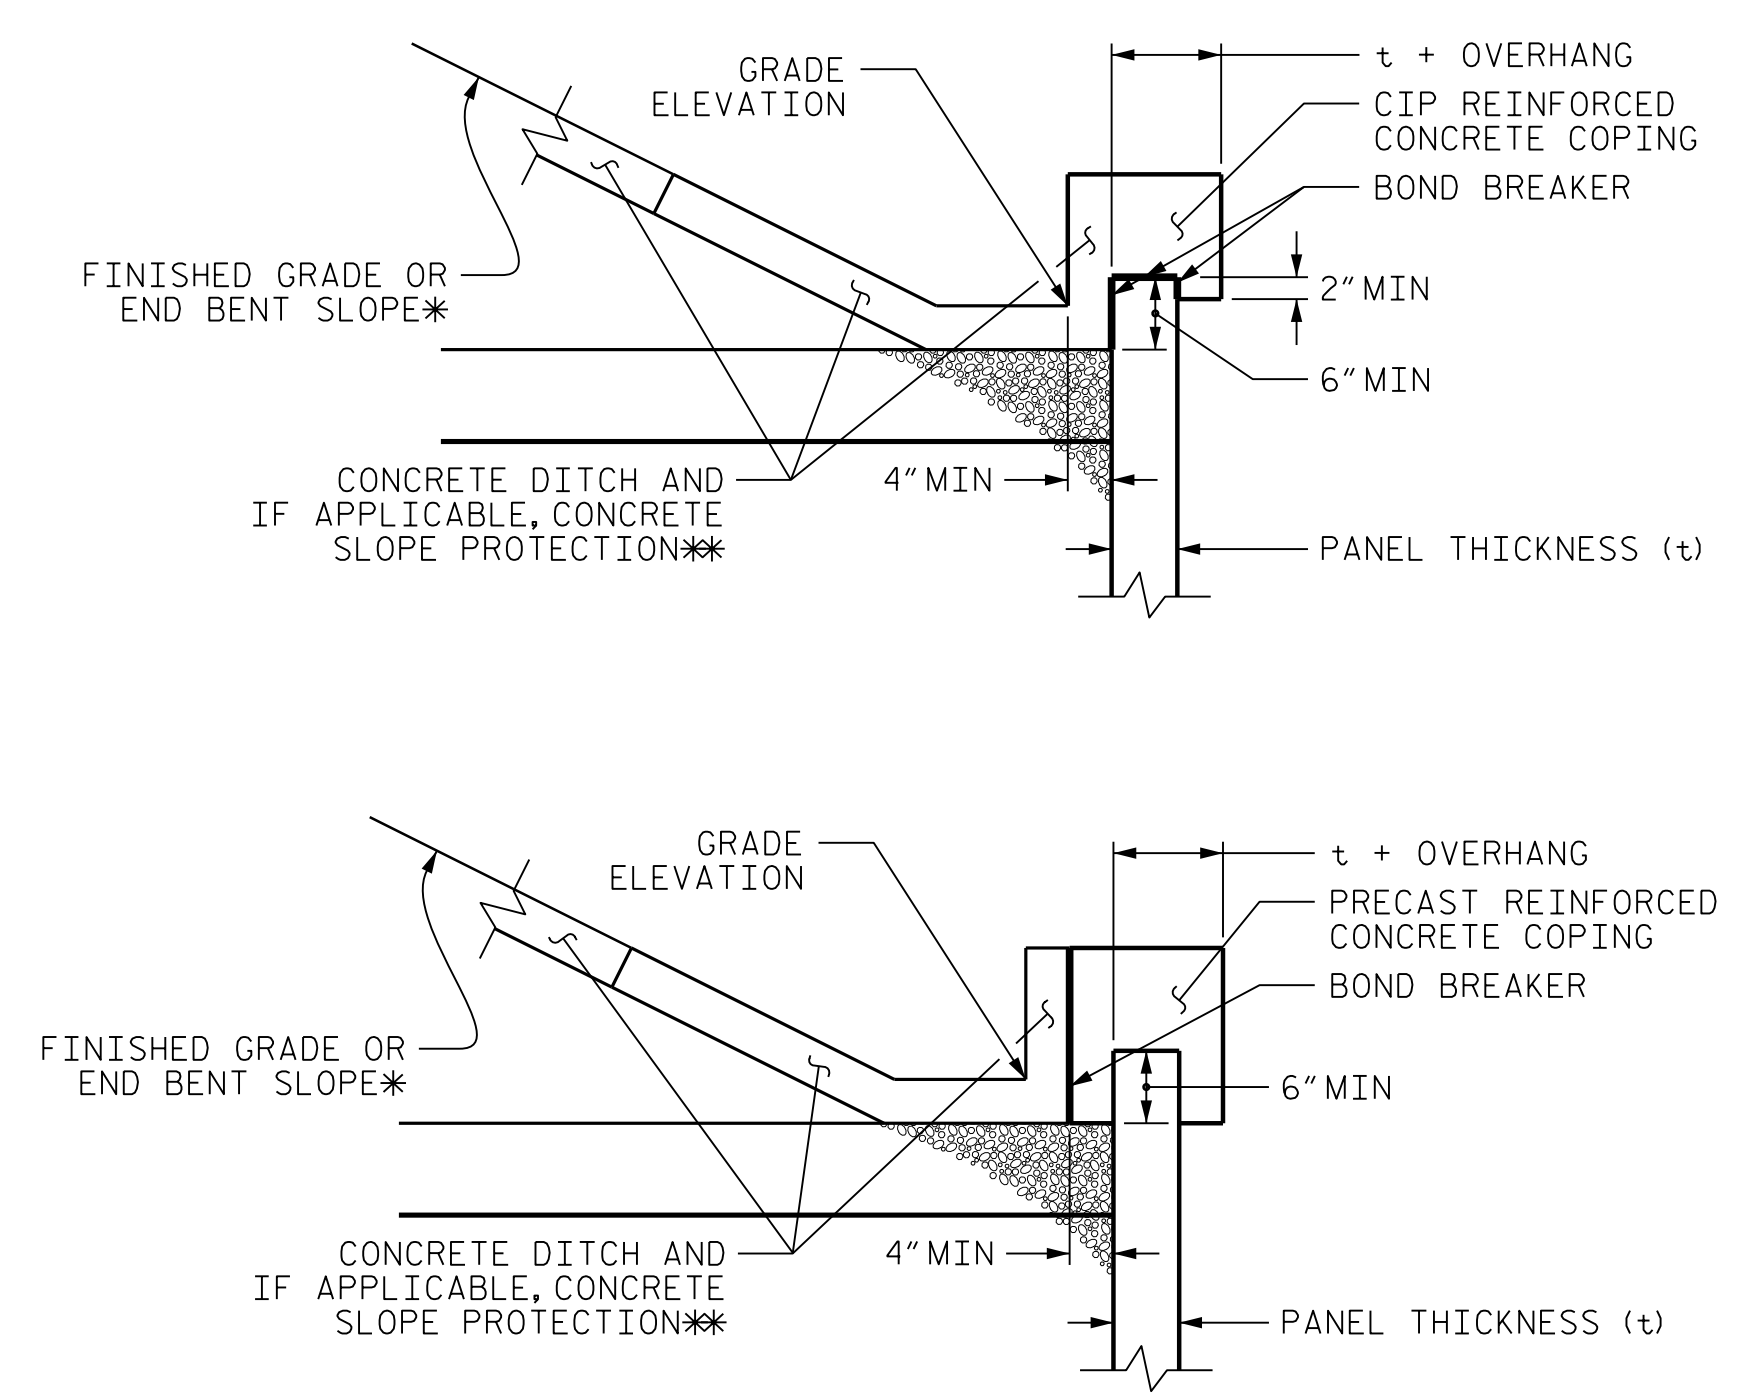 t + OVERHANG
GRADE
ELEVATION
CIP REINFORCED
CONCRETE COPING
BOND BREAKER
FINISHED GRADE OR
END BENT SLOPE*
2" MIN
6" MIN
CONCRETE DITCH AND
IF APPLICABLE, CONCRETE
SLOPE PROTECTION**
4" MIN
PANEL THICKNESS (t)
GRADE
ELEVATION
t + OVERHANG
PRECAST REINFORCED
CONCRETE COPING
BOND BREAKER
FINISHED GRADE OR
END BENT SLOPE*
6" MIN
CONCRETE DITCH AND
IF APPLICABLE, CONCRETE
SLOPE PROTECTION**
4" MIN
PANEL THICKNESS (t)